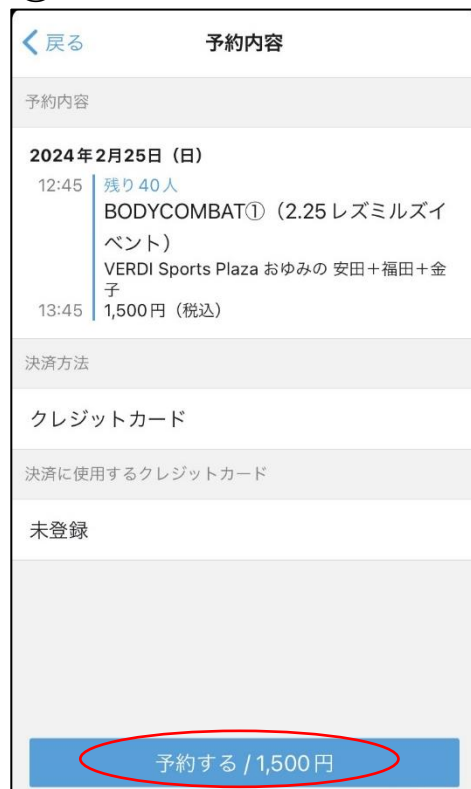 戻る 予約内容
予約内容
2024年2月25日（日）
12:45 残り40人
BODYCOMBAT①（2.25レズミルズイ
ベント）
VERDI Sports Plaza おゆみの 安田＋福田＋金
子
13:45 1,500円（税込）
決済方法
クレジットカード
決済に使用するクレジットカード
未登録
予約する / 1,500円